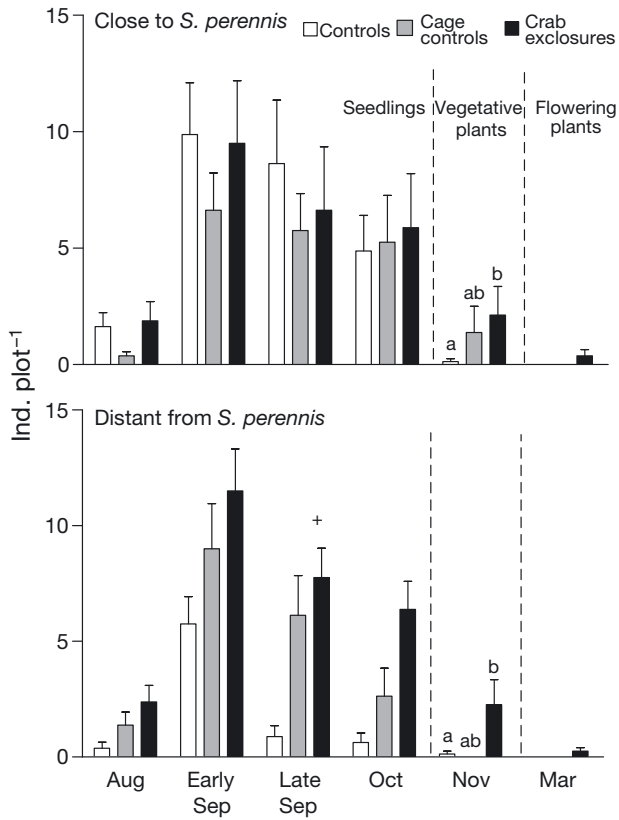 Close to S. perennis
Controls
Cage controls
Crab exclosures
Seedlings
Vegetative plants
Flowering plants
15
10
5
0
a
ab
b
Ind. plot⁻¹
Distant from S. perennis
15
10
5
0
+
a
ab
b
Aug
Early Sep
Late Sep
Oct
Nov
Mar